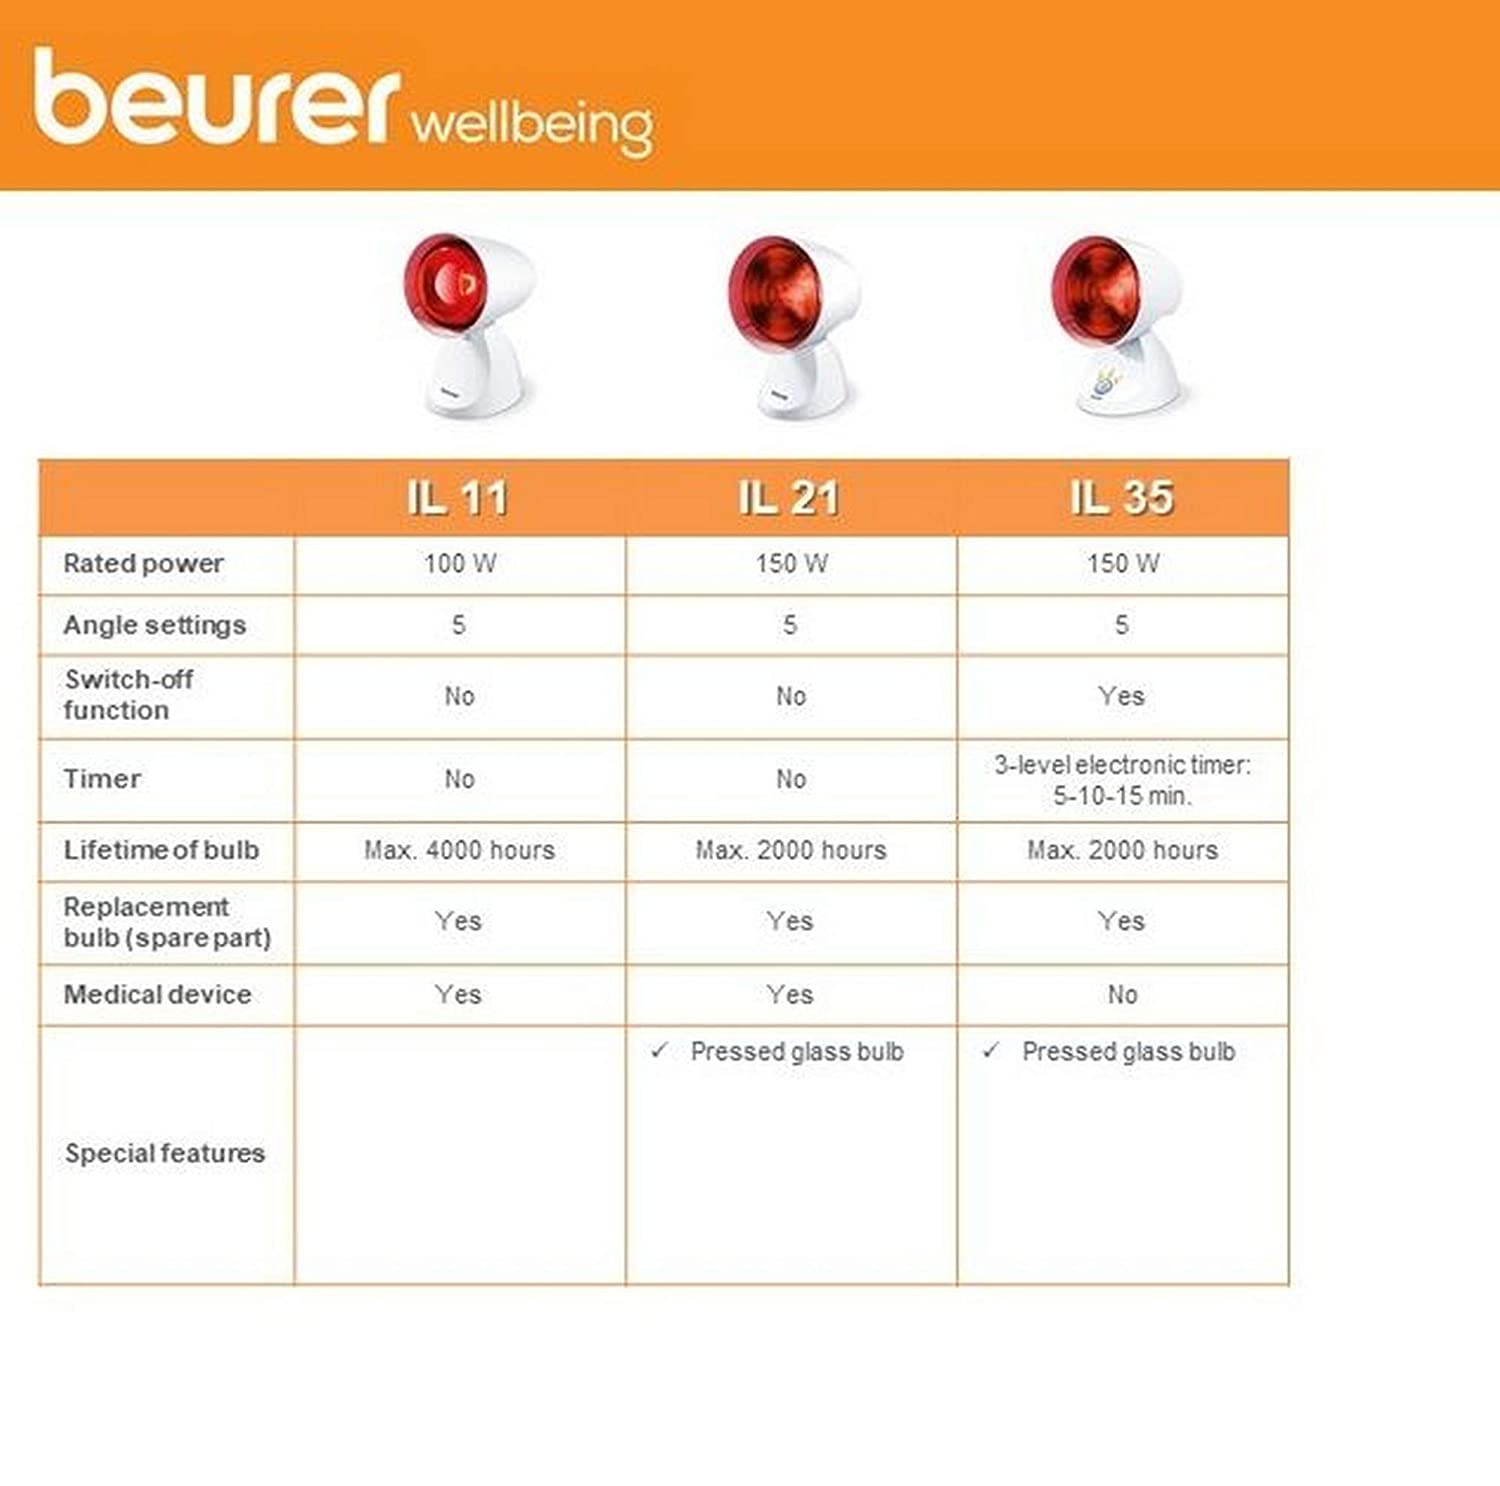 beurer wellbeing
IL 11 IL 21 IL 35
Rated power 100 W 150 W 150 W
Angle settings 5 5 5
Switch-off
function No No Yes
Timer No No 3-level electronic timer:
5-10-15 min.
Lifetime of bulb Max. 4000 hours Max. 2000 hours Max. 2000 hours
Replacement
bulb (spare part) Yes Yes Yes
Medical device Yes Yes No
Special features ✓ Pressed glass bulb ✓ Pressed glass bulb